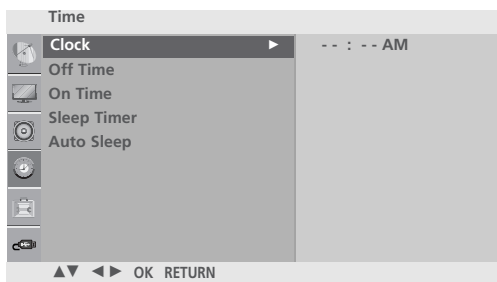 Time
Clock ► - - : - - AM
Off Time
On Time
Sleep Timer
Auto Sleep
▲▼ ◄► OK RETURN